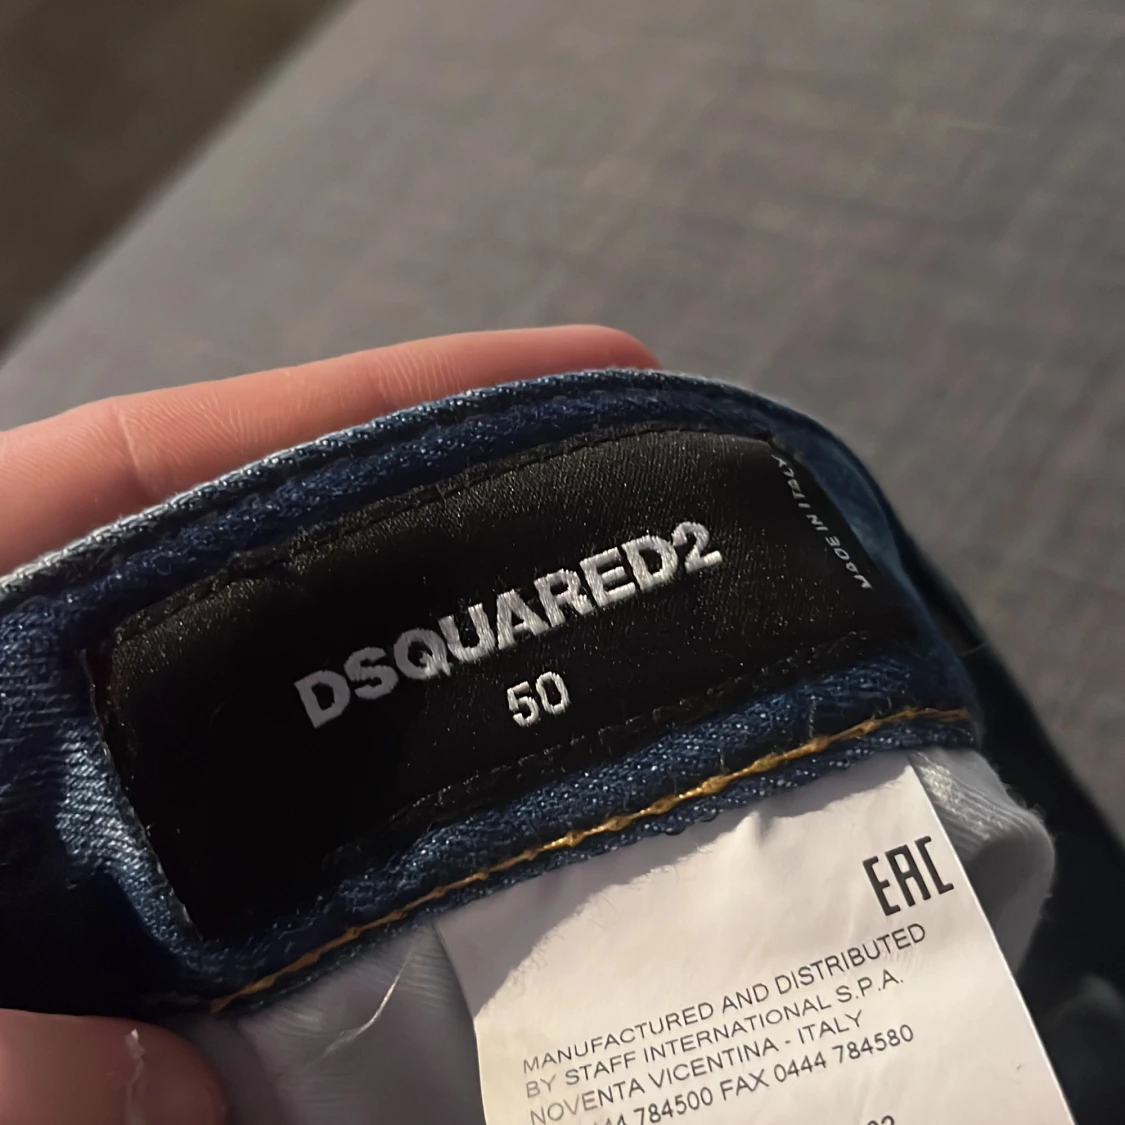 DSQUARED2
50
MADE IN ITALY
EAC
MANUFACTURED AND DISTRIBUTED
BY STAFF INTERNATIONAL S.P.A.
NOVENTA VICENTINA - ITALY
784500 FAX 0444 784580